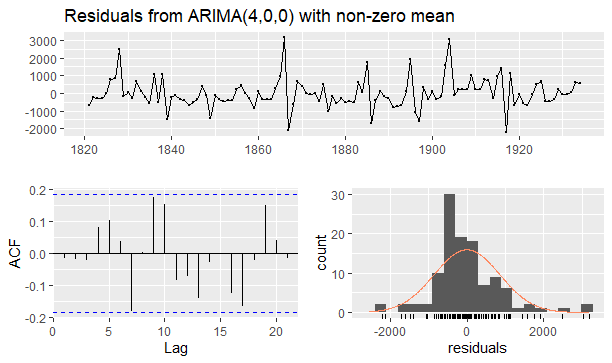 Residuals from ARIMA(4,0,0) with non-zero mean
3000
2000
1000
0
-1000
-2000
1820 1840 1860 1880 1900 1920
0.2
0.1
0.0
-0.1
-0.2
ACF
0 5 10 15 20
Lag
30
20
10
0
count
-2000 0 2000
residuals